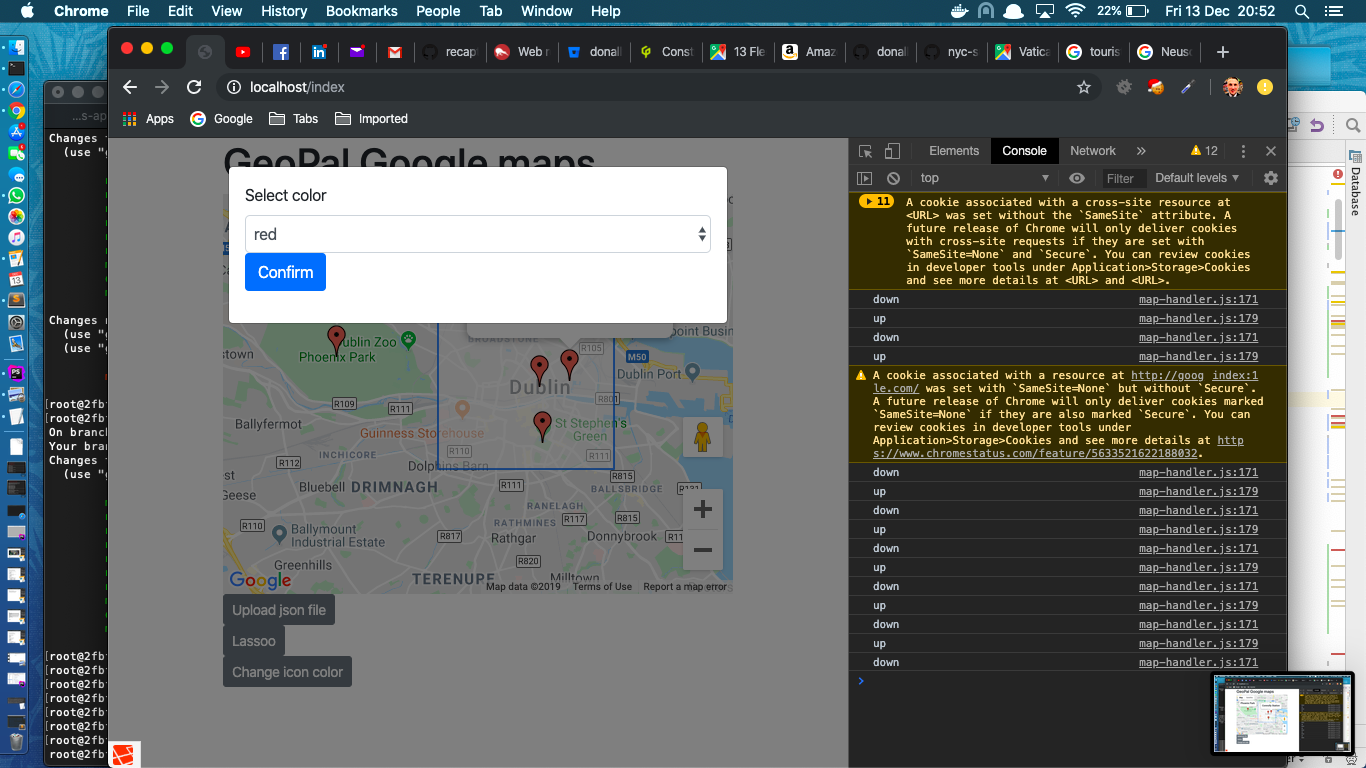 Chrome File Edit View History Bookmarks People Tab Window Help 22% Fri 13 Dec 20:52
recap Web r donal Const 13 Fle Amaz donal nyc-s Vatica touris Neuso
localhost/index
Apps Google Tabs Imported
...s-ap
Changes
(use "g
Changes
(use "g
(use "g
[root@2fb
[root@2fb
On branch
Your bran
Changes
(use "g
[root@2fb
[root@2fb
[root@2fb
[root@2fb
[root@2fb
[root@2fb
[root@2fb
root@2fb
GeoPal Google maps
Select color
red
Confirm
BROADSTONE
R105
Point Busin
stown
Dublin Zoo
Phoenix Park
M50
Dublin Port
Dublin
R801
R109
R111
Ballyfermot
Guinness Storehouse
St Stephen's
Green
INCHICORE
R110
R111
R112
Dolphins Barn
R815
Geese
Bluebell
DRIMNAGH
R111
BALLSBRIDGE
R131
RANELAGH
R110
Ballymount
Industrial Estate
R817
RATHMINES
R117
R815
Rathgar
Donnybrook
R11
Greenhills
R820
TERENURE
Milltown
Google
Map data ©2019 Terms of Use Report a map error
Upload json file
Lassoo
Change icon color
Elements Console Network » 12
top Filter Default levels
11 A cookie associated with a cross-site resource at
<URL> was set without the `SameSite` attribute. A
future release of Chrome will only deliver cookies
with cross-site requests if they are set with
`SameSite=None` and `Secure`. You can review cookies
in developer tools under Application>Storage>Cookies
and see more details at <URL> and <URL>.
down map-handler.js:171
up map-handler.js:179
down map-handler.js:171
up map-handler.js:179
A cookie associated with a resource at http://goog index:1
le.com/ was set with `SameSite=None` but without `Secure`.
A future release of Chrome will only deliver cookies marked
`SameSite=None` if they are also marked `Secure`. You can
review cookies in developer tools under
Application>Storage>Cookies and see more details at http
s://www.chromestatus.com/feature/5633521622188032.
down map-handler.js:171
up map-handler.js:179
down map-handler.js:171
up map-handler.js:179
down map-handler.js:171
up map-handler.js:179
down map-handler.js:171
up map-handler.js:179
down map-handler.js:171
up map-handler.js:179
down map-handler.js:171
Database
GeoPal Google maps